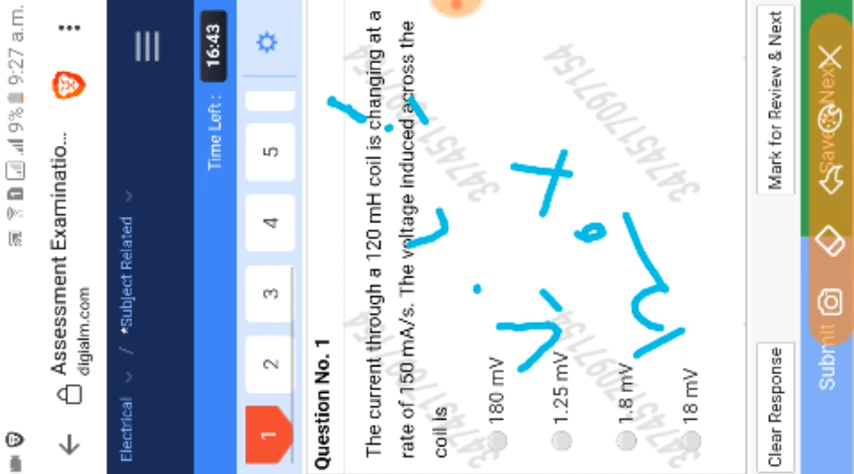 9% 9:27 a.m.
Assessment Examinatio...
digialm.com
Electrical / *Subject Related
Time Left : 16:43
1 2 3 4 5
Question No. 1
The current through a 120 mH coil is changing at a
rate of 150 mA/s. The voltage induced across the
coil is
180 mV
1.25 mV
1.8 mV
18 mV
3474517097154
3474517097154
Clear Response
Mark for Review & Next
Submit
Save & Next